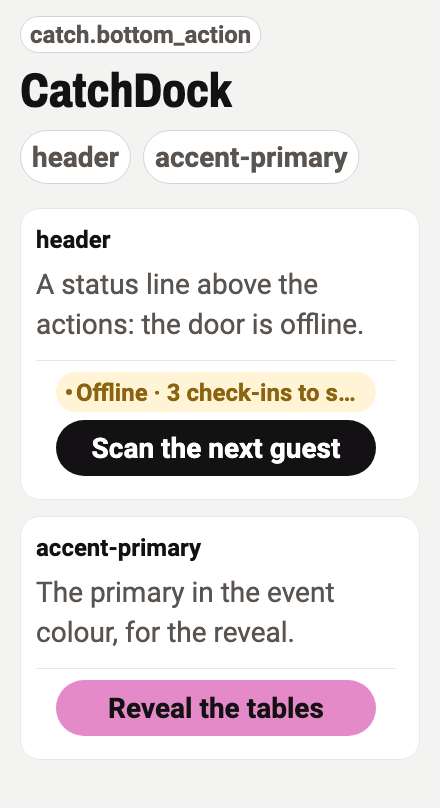 catch.bottom_action
CatchDock
header accent-primary
header
A status line above the
actions: the door is offline.
•Offline · 3 check-ins to s…
Scan the next guest
accent-primary
The primary in the event
colour, for the reveal.
Reveal the tables